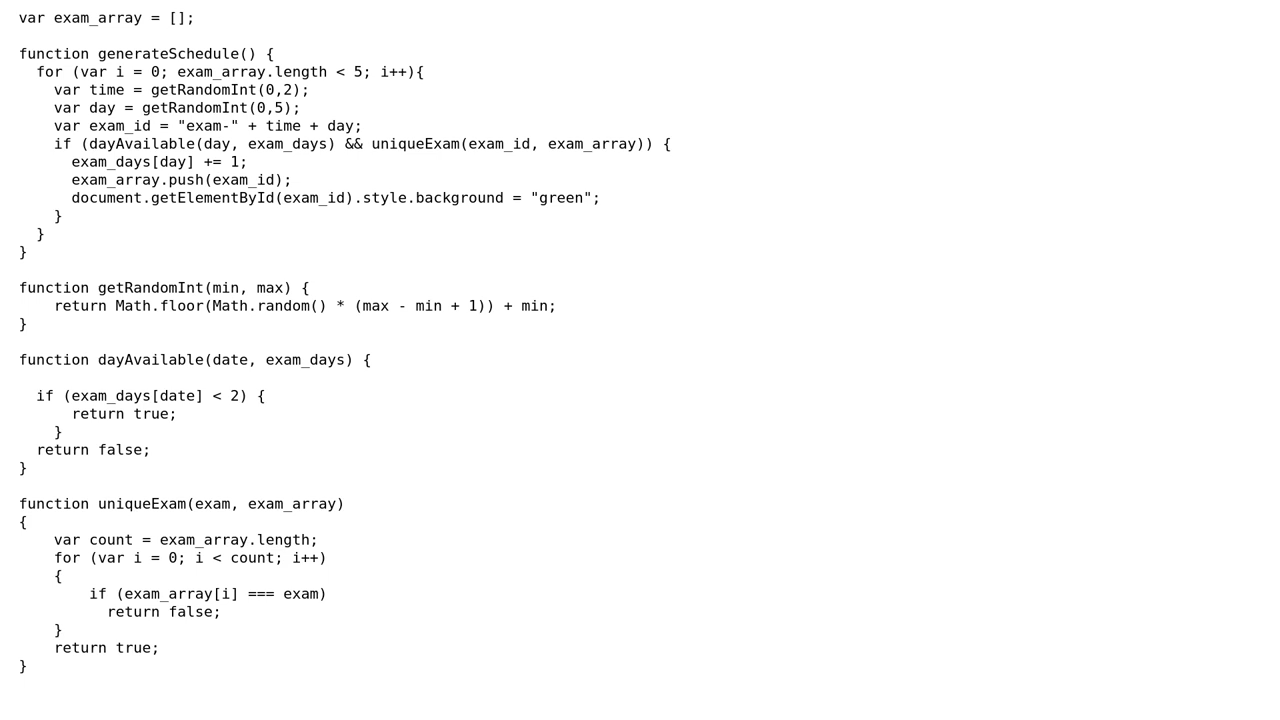 var exam_array = [];

function generateSchedule() {
  for (var i = 0; exam_array.length < 5; i++){
    var time = getRandomInt(0,2);
    var day = getRandomInt(0,5);
    var exam_id = "exam-" + time + day;
    if (dayAvailable(day, exam_days) && uniqueExam(exam_id, exam_array)) {
      exam_days[day] += 1;
      exam_array.push(exam_id);
      document.getElementById(exam_id).style.background = "green";
    }
  }
}

function getRandomInt(min, max) {
    return Math.floor(Math.random() * (max - min + 1)) + min;
}

function dayAvailable(date, exam_days) {

  if (exam_days[date] < 2) {
      return true;
    }
  return false;
}

function uniqueExam(exam, exam_array)
{
    var count = exam_array.length;
    for (var i = 0; i < count; i++)
    {
        if (exam_array[i] === exam)
          return false;
    }
    return true;
}